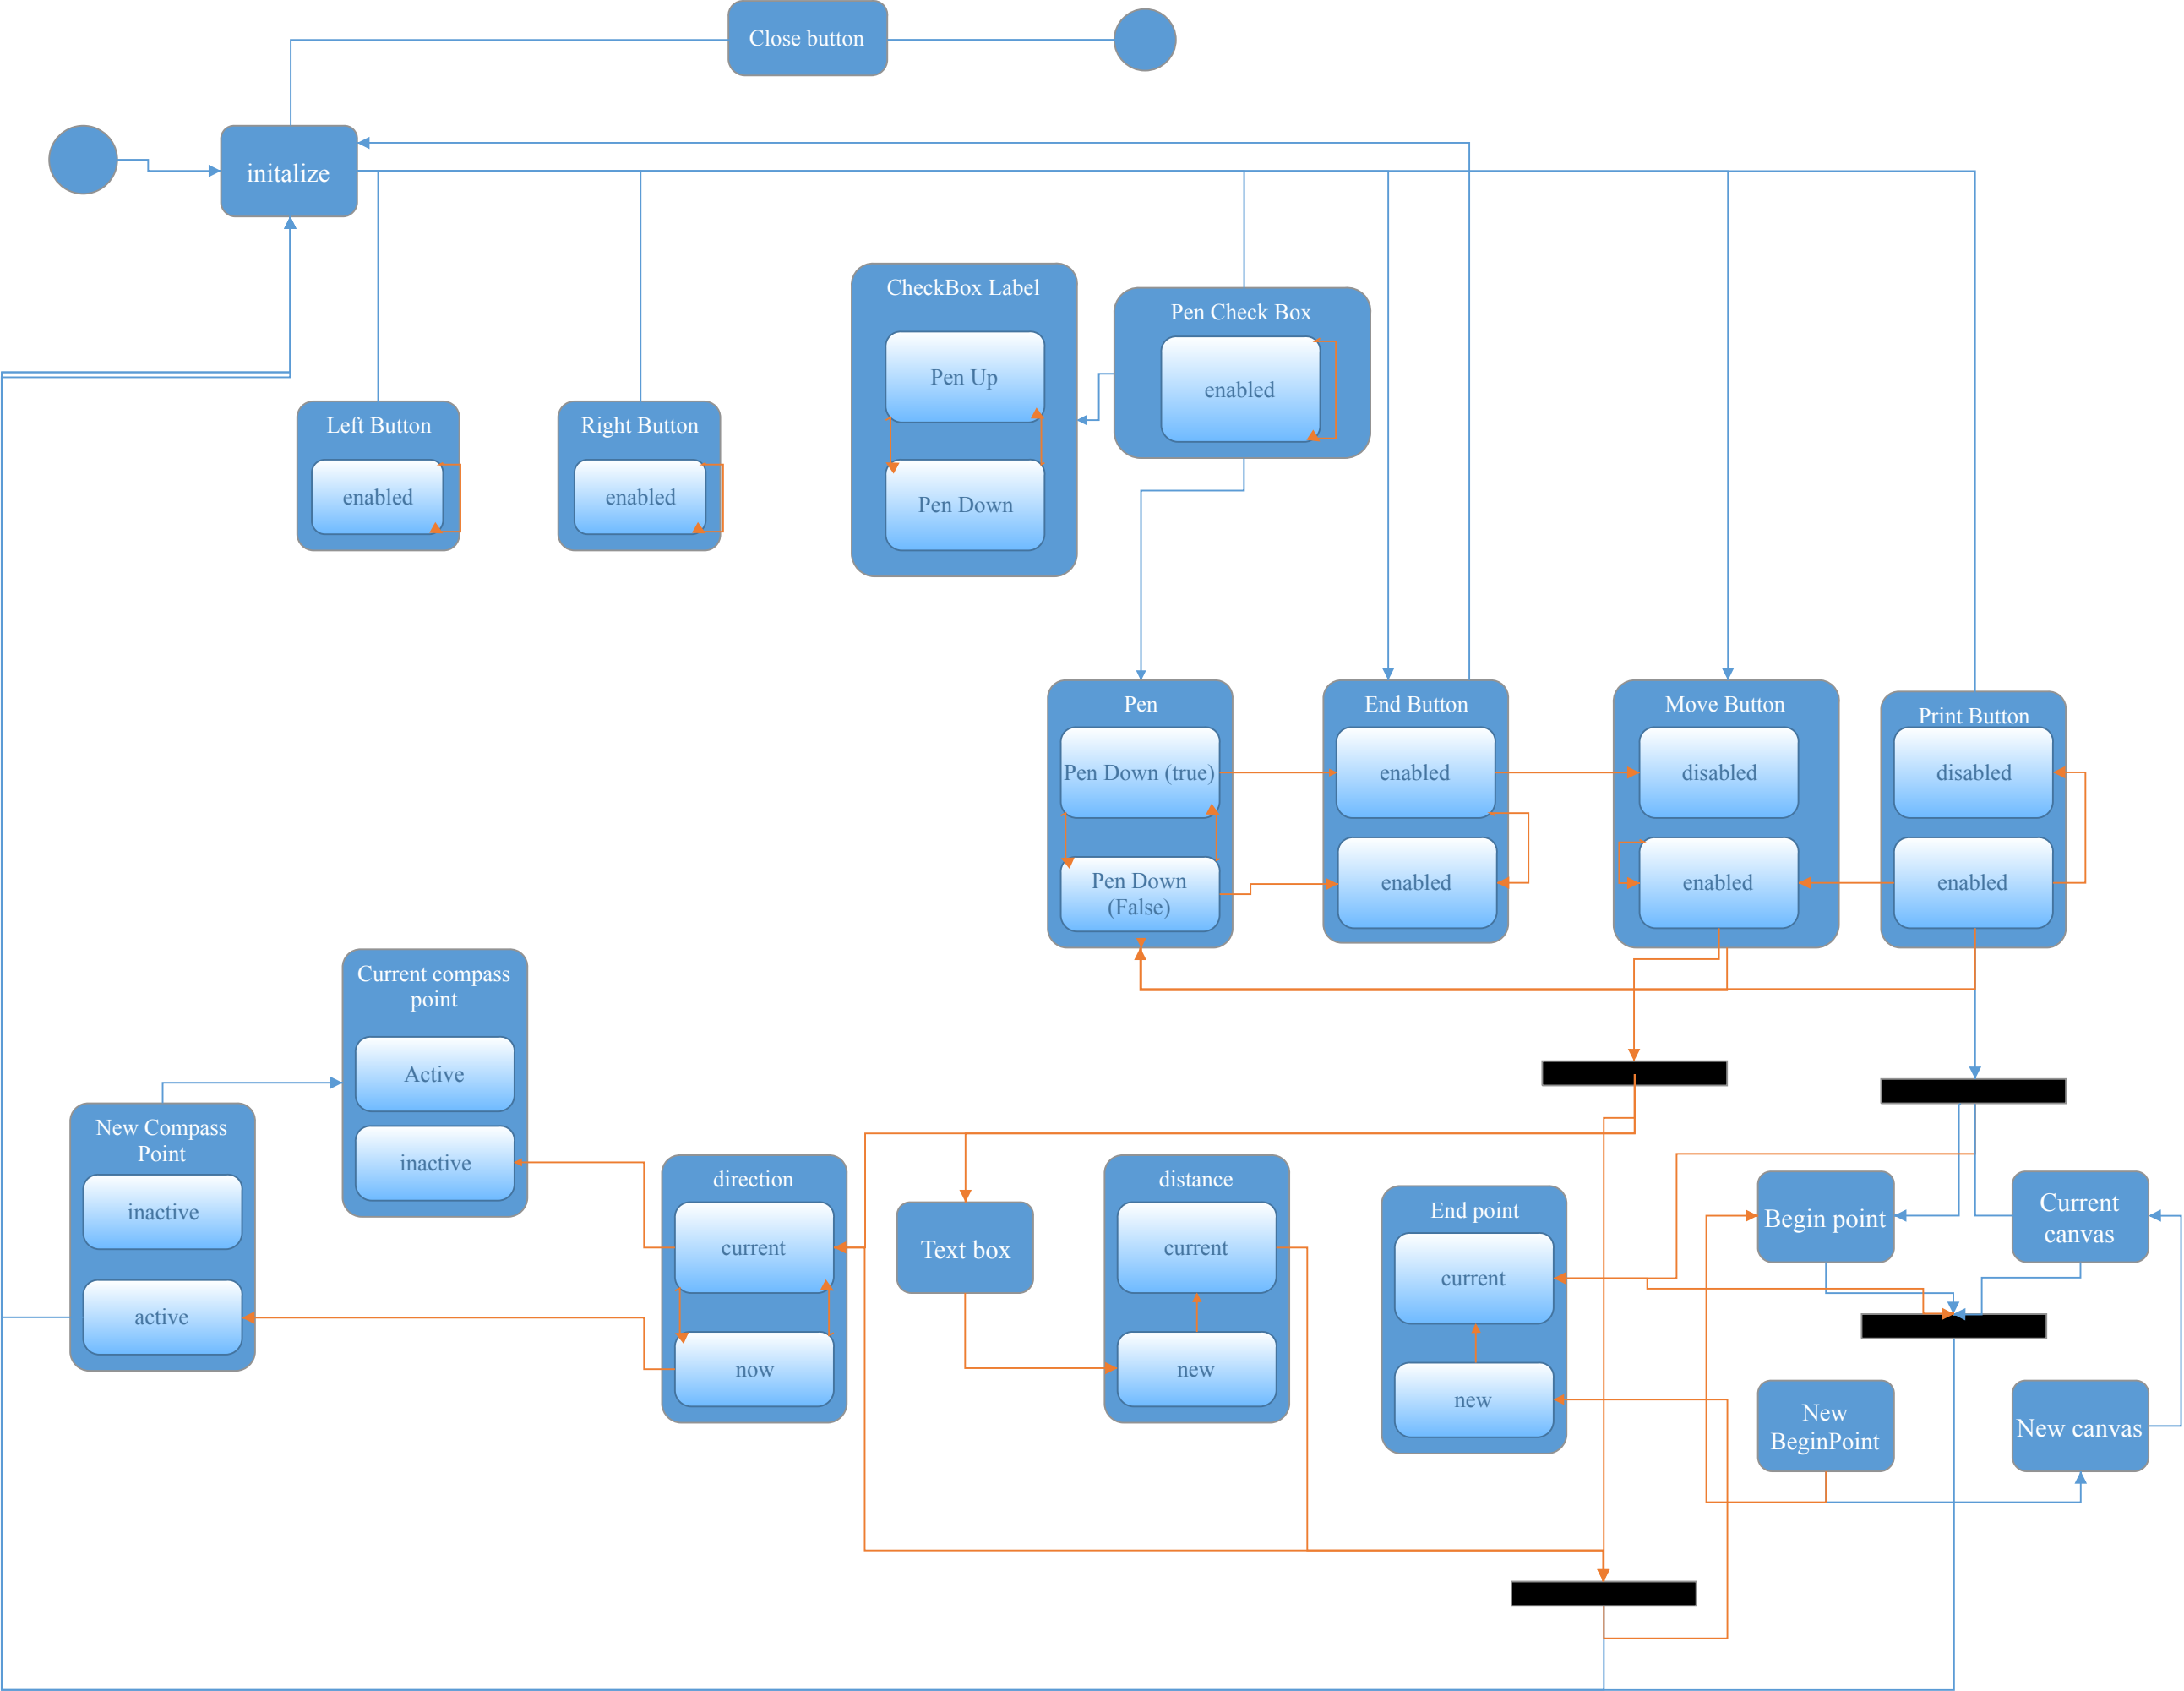 Close button
initalize
CheckBox Label
Pen Up
Pen Down
Pen Check Box
enabled
Left Button
enabled
Right Button
enabled
Pen
Pen Down (true)
Pen Down
(False)
End Button
enabled
enabled
Move Button
disabled
enabled
Print Button
disabled
enabled
Current compass
point
Active
inactive
New Compass
Point
inactive
active
direction
current
now
Text box
distance
current
new
End point
current
new
Begin point
Current
canvas
New
BeginPoint
New canvas